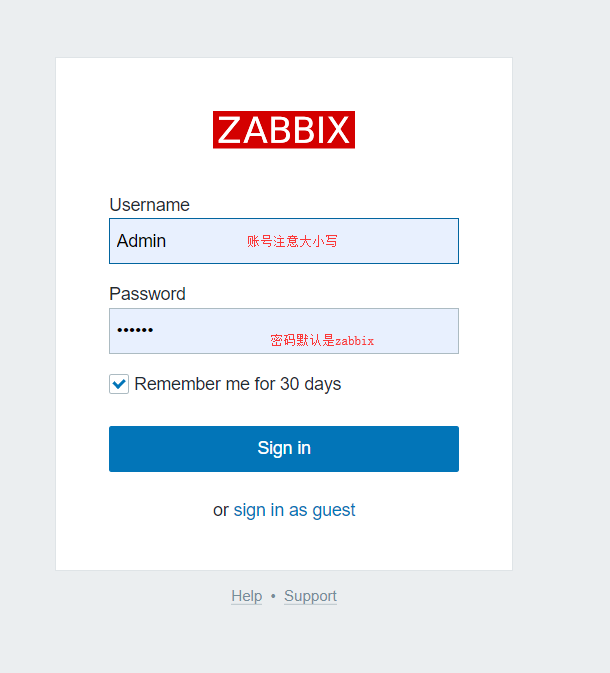 ZABBIX
Username
Admin 账号注意大小写
Password
•••••• 密码默认是zabbix
Remember me for 30 days
Sign in
or sign in as guest
Help • Support